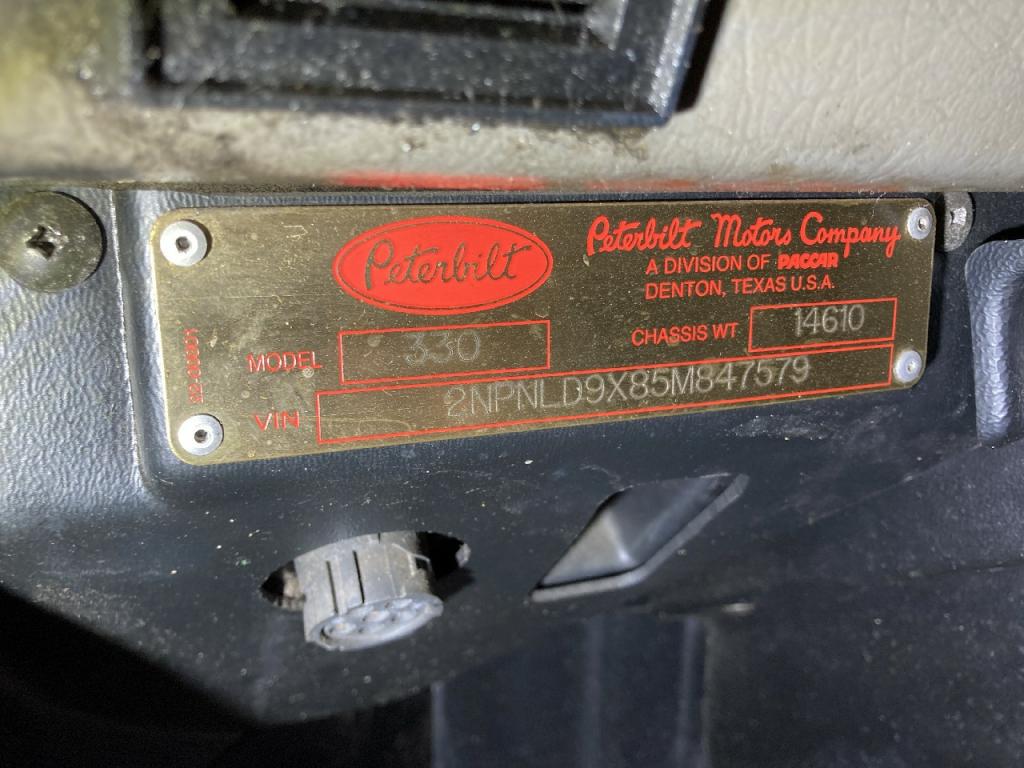 Peterbilt
Peterbilt Motors Company
A DIVISION OF PACCAR
DENTON, TEXAS U.S.A.
MODEL 330
CHASSIS WT 14610
VIN 2NPNLD9X85M847579